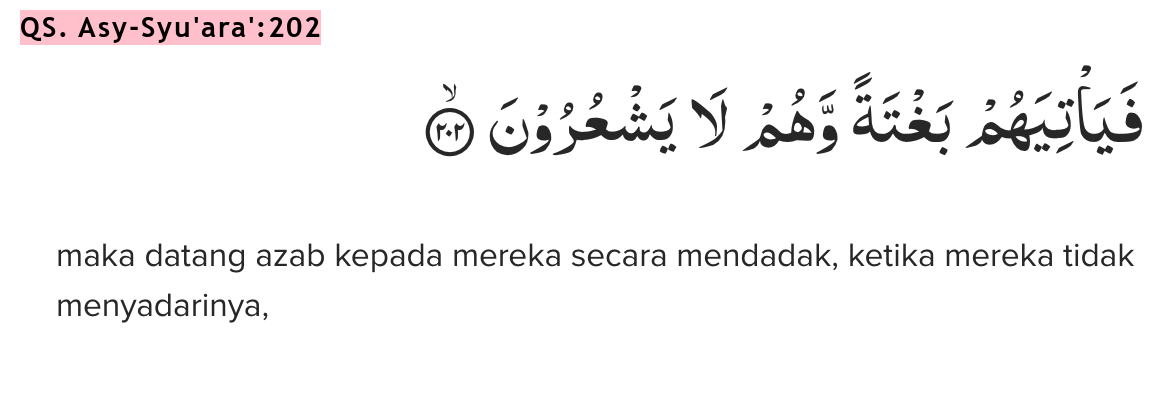 QS. Asy-Syu'ara':202
فَيَأْتِيَهُمْ بَغْتَةً وَّهُمْ لَا يَشْعُرُوْنَ ۙ ٢٠٢
maka datang azab kepada mereka secara mendadak, ketika mereka tidak
menyadarinya,